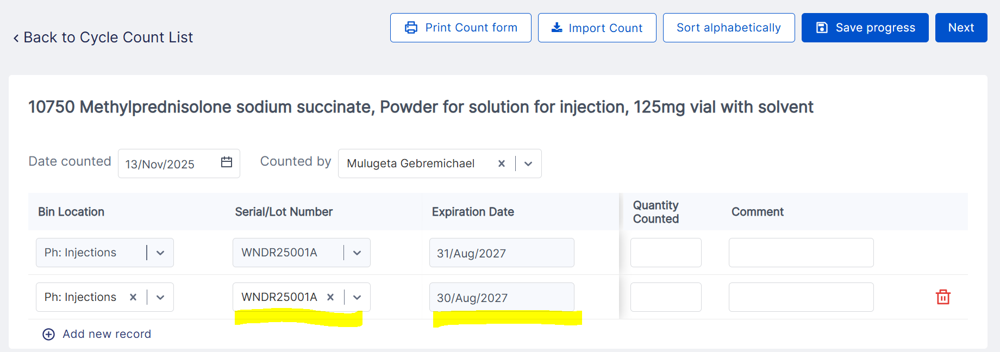 Back to Cycle Count List
Print Count form
Import Count
Sort alphabetically
Save progress
Next
10750 Methylprednisolone sodium succinate, Powder for solution for injection, 125mg vial with solvent
Date counted 13/Nov/2025 Counted by Mulugeta Gebremichael
Bin Location Serial/Lot Number Expiration Date Quantity Counted Comment
Ph: Injections WNDR25001A 31/Aug/2027
Ph: Injections WNDR25001A 30/Aug/2027
Add new record